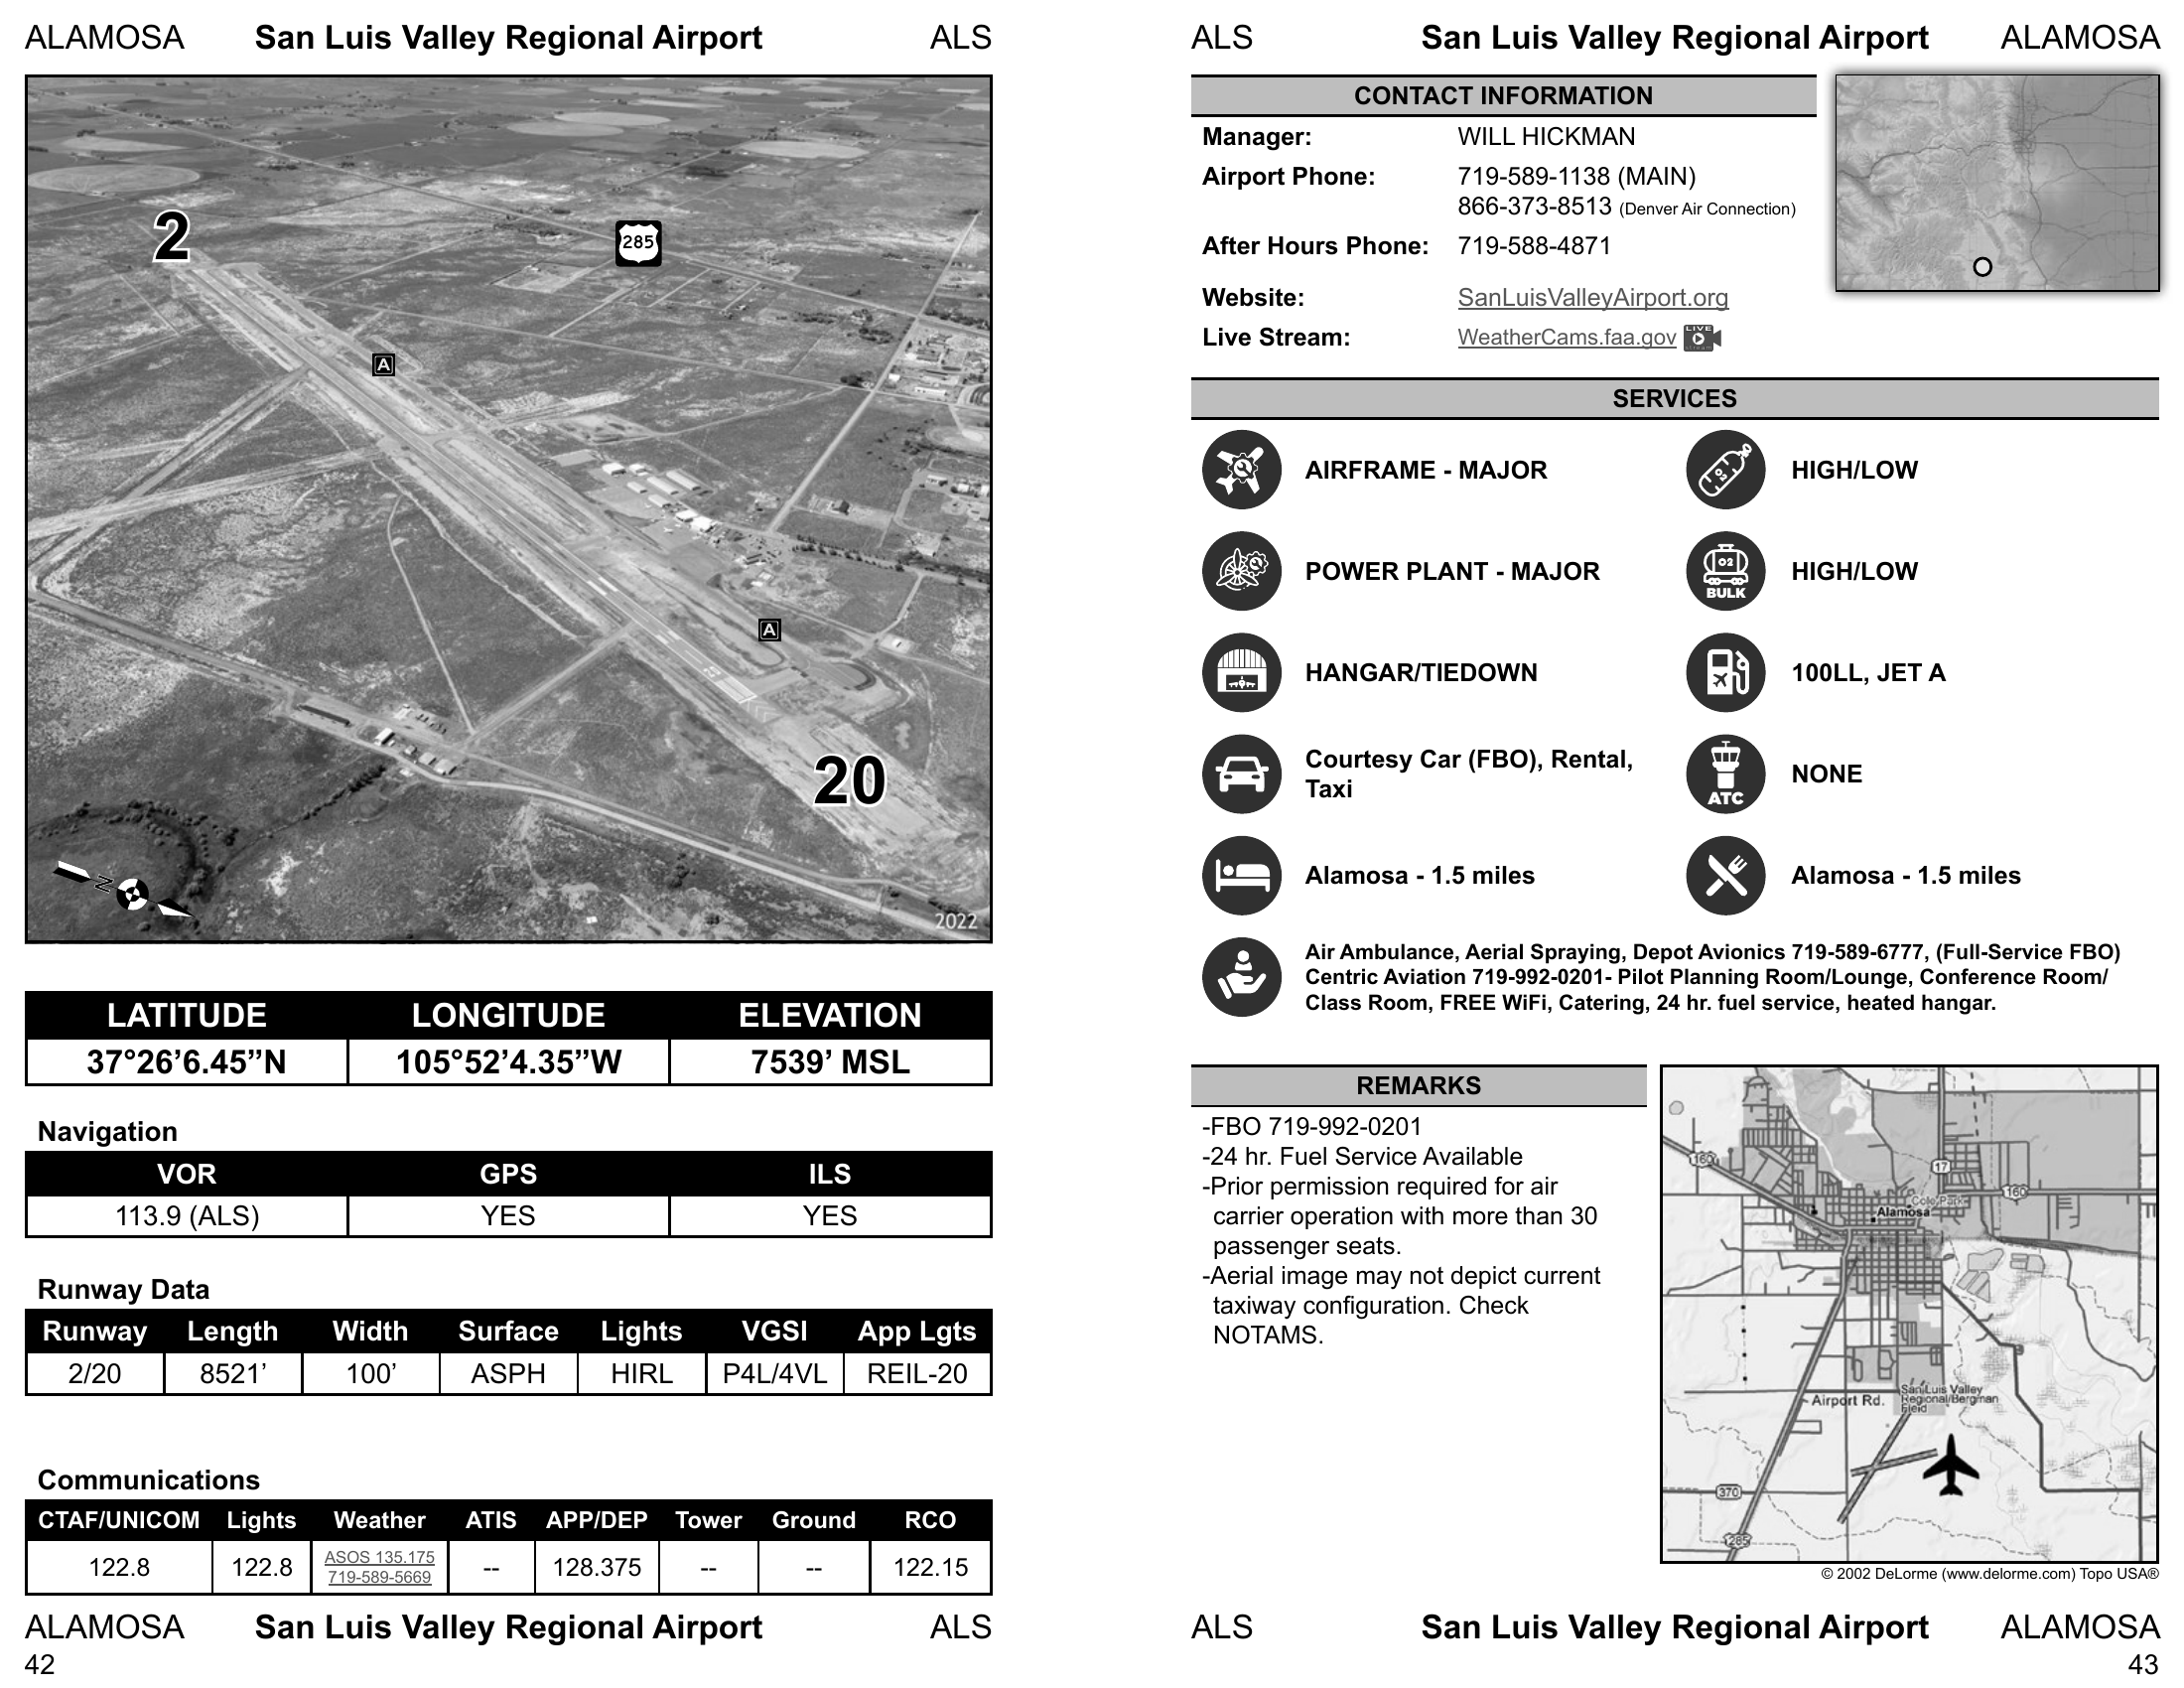 ALAMOSA San Luis Valley Regional Airport ALS
2
285
A
A
20
N
2022
LATITUDE LONGITUDE ELEVATION
37°26’6.45”N 105°52’4.35”W 7539’ MSL
Navigation
VOR GPS ILS
113.9 (ALS) YES YES
Runway Data
Runway Length Width Surface Lights VGSI App Lgts
2/20 8521’ 100’ ASPH HIRL P4L/4VL REIL-20
Communications
CTAF/UNICOM Lights Weather ATIS APP/DEP Tower Ground RCO
122.8 122.8 ASOS 135.175 -- 128.375 -- -- 122.15
719-589-5669
ALAMOSA San Luis Valley Regional Airport ALS
42
ALS San Luis Valley Regional Airport ALAMOSA
CONTACT INFORMATION
Manager: WILL HICKMAN
Airport Phone: 719-589-1138 (MAIN)
866-373-8513 (Denver Air Connection)
After Hours Phone: 719-588-4871
Website: SanLuisValleyAirport.org
Live Stream: WeatherCams.faa.gov LIVE
SERVICES
AIRFRAME - MAJOR O2 HIGH/LOW
POWER PLANT - MAJOR O2 BULK HIGH/LOW
HANGAR/TIEDOWN 100LL, JET A
Courtesy Car (FBO), Rental,
Taxi
ATC NONE
Alamosa - 1.5 miles Alamosa - 1.5 miles
Air Ambulance, Aerial Spraying, Depot Avionics 719-589-6777, (Full-Service FBO)
Centric Aviation 719-992-0201- Pilot Planning Room/Lounge, Conference Room/
Class Room, FREE WiFi, Catering, 24 hr. fuel service, heated hangar.
REMARKS
-FBO 719-992-0201
-24 hr. Fuel Service Available
-Prior permission required for air
carrier operation with more than 30
passenger seats.
-Aerial image may not depict current
taxiway configuration. Check
NOTAMS.
160
17
160
Cole Park
Alamosa
San Luis Valley
Regional/Bergman
Field
Airport Rd.
370
285
© 2002 DeLorme (www.delorme.com) Topo USA®
ALS San Luis Valley Regional Airport ALAMOSA
43